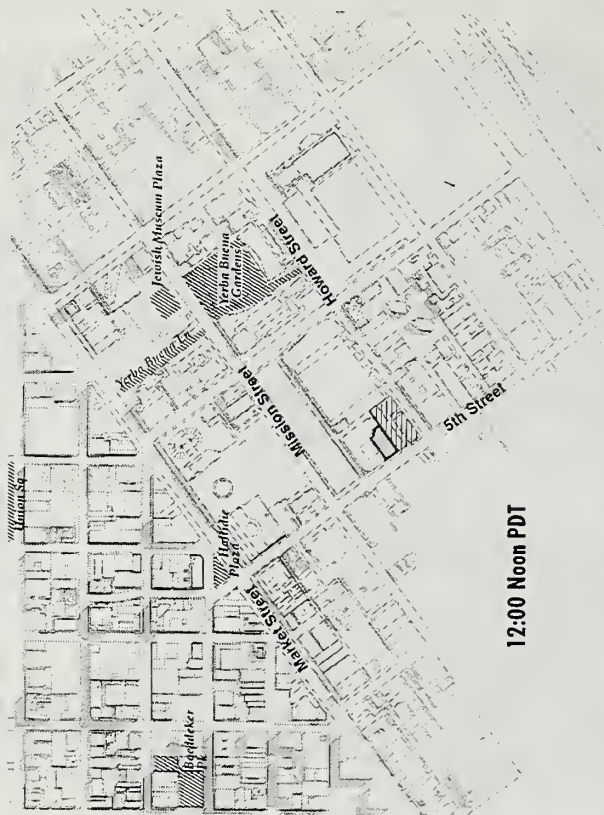 Jewish Museum Plaza
Yerba Buena
Gardens
Howard Street
Yerba Buena Ln
Mission Street
5th Street
Union Sq
Hallidie
Plaza
Market Street
Boeddeker
Pk
12:00 Noon PDT